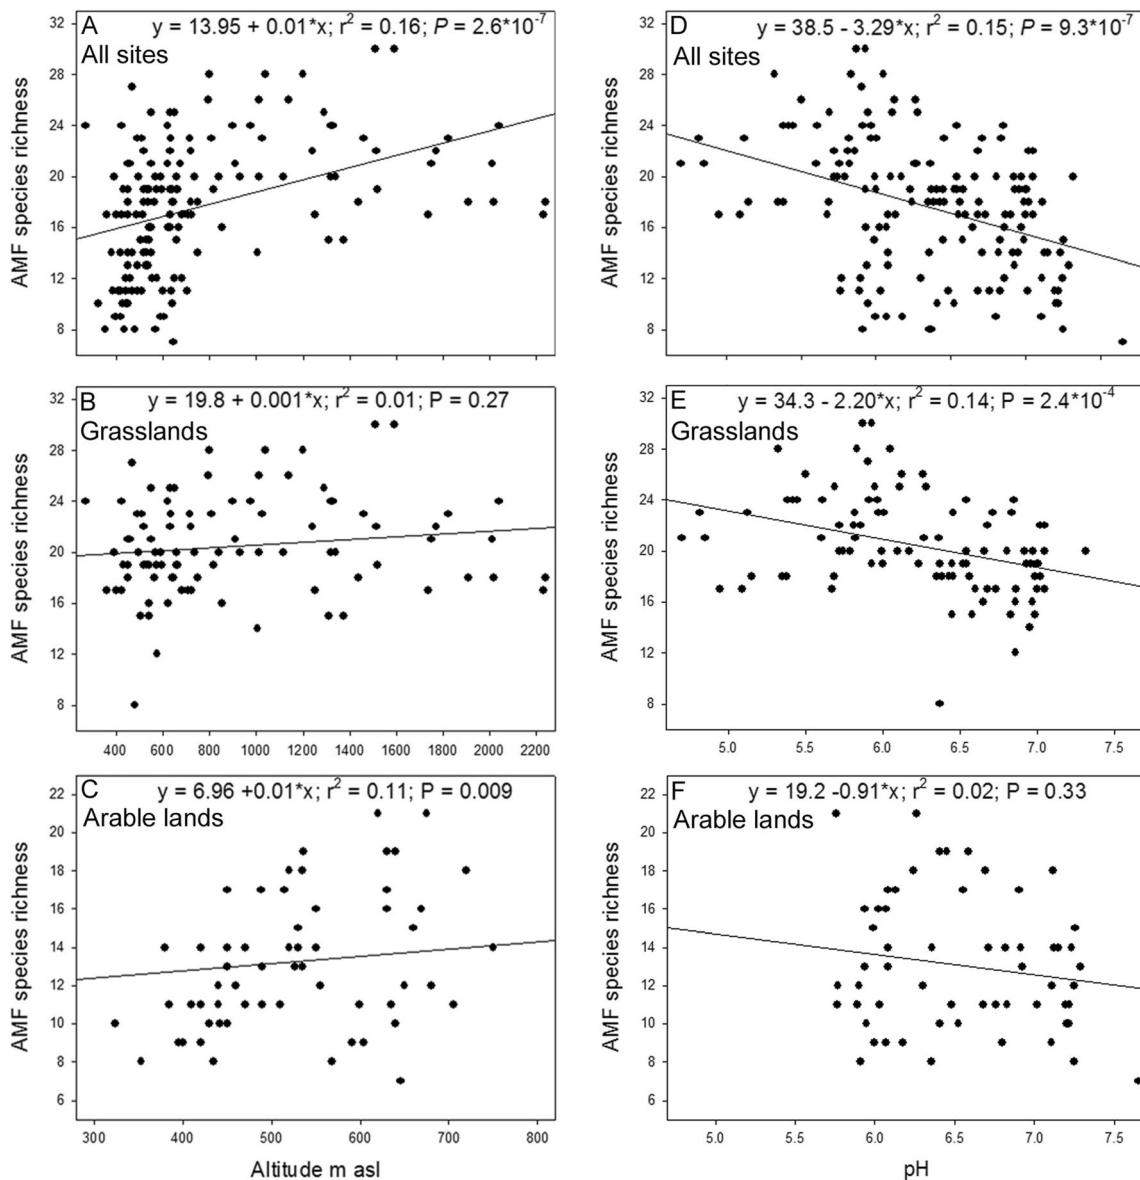 A
y = 13.95 + 0.01*x; r² = 0.16; P = 2.6*10⁻⁷
All sites
AMF species richness
32
28
24
20
16
12
8
D
y = 38.5 - 3.29*x; r² = 0.15; P = 9.3*10⁻⁷
All sites
AMF species richness
32
28
24
20
16
12
8
B
y = 19.8 + 0.001*x; r² = 0.01; P = 0.27
Grasslands
AMF species richness
32
28
24
20
16
12
8
400 600 800 1000 1200 1400 1600 1800 2000 2200
E
y = 34.3 - 2.20*x; r² = 0.14; P = 2.4*10⁻⁴
Grasslands
AMF species richness
32
28
24
20
16
12
8
5.0 5.5 6.0 6.5 7.0 7.5
C
y = 6.96 +0.01*x; r² = 0.11; P = 0.009
Arable lands
AMF species richness
22
20
18
16
14
12
10
8
6
300 400 500 600 700 800
Altitude m asl
F
y = 19.2 -0.91*x; r² = 0.02; P = 0.33
Arable lands
AMF species richness
22
20
18
16
14
12
10
8
6
5.0 5.5 6.0 6.5 7.0 7.5
pH